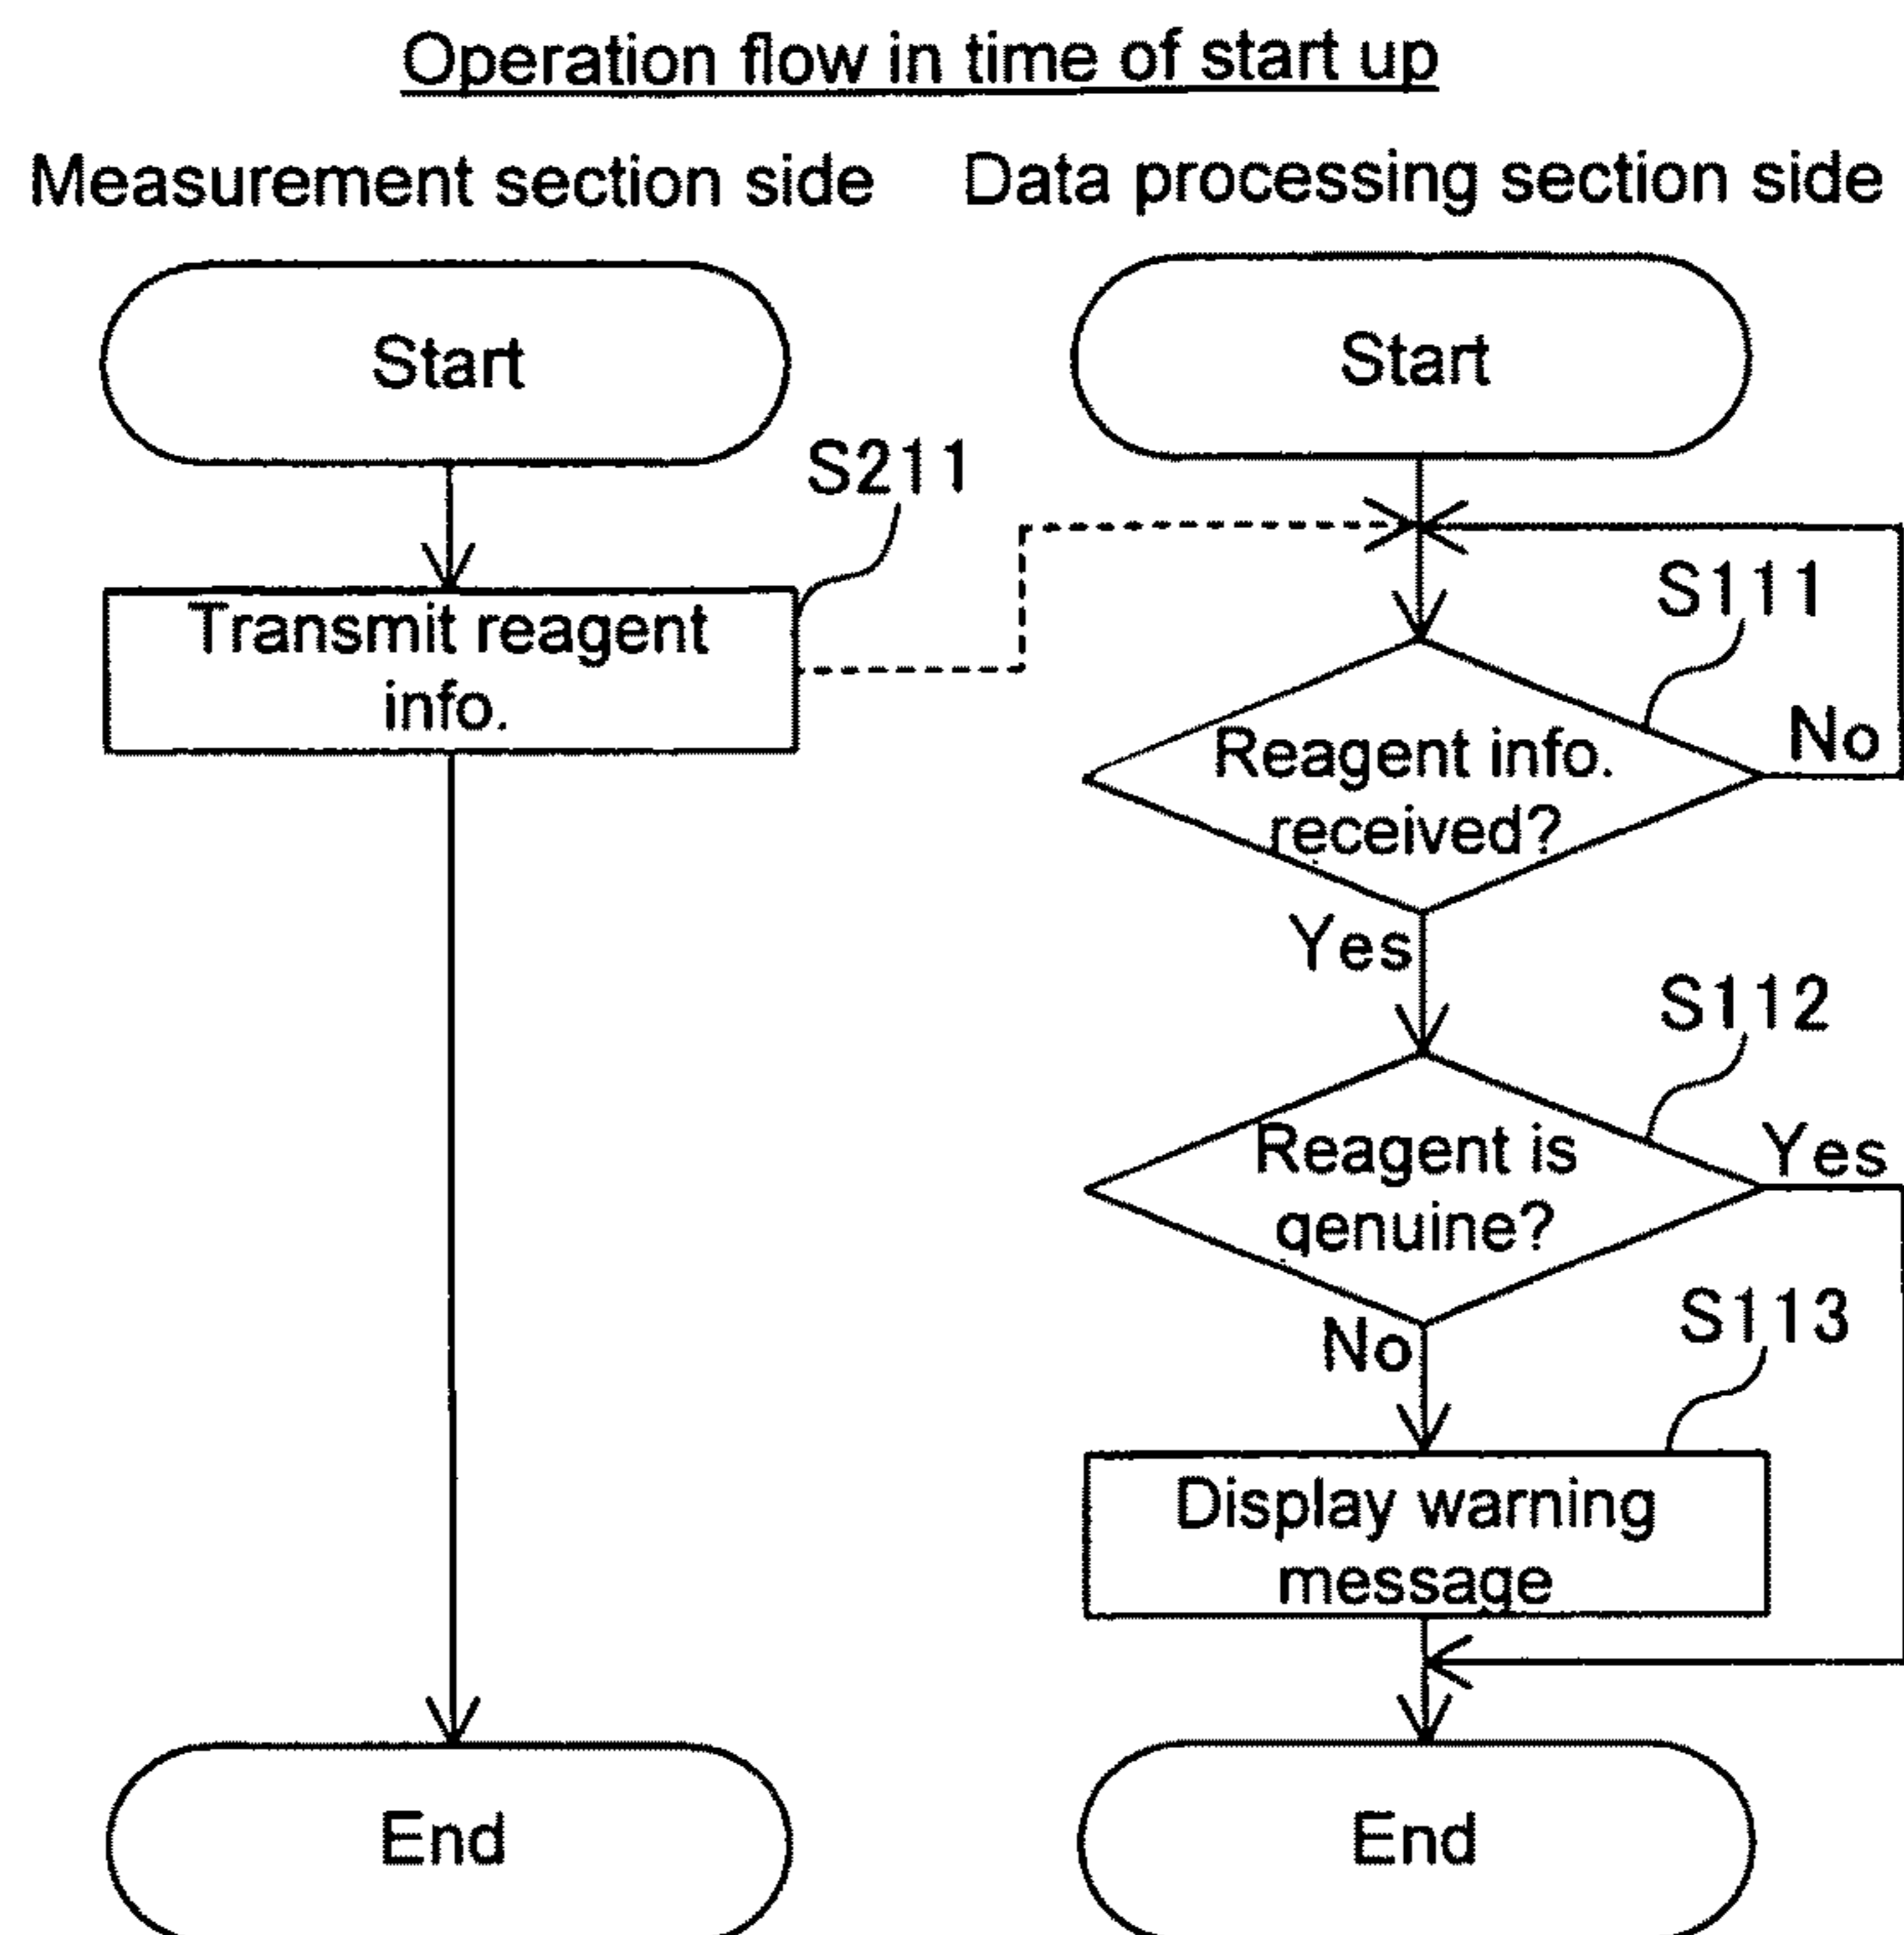 Operation flow in time of start up
Measurement section side
Data processing section side
Start
Start
S211
Transmit reagent
info.
S111
Reagent info.
received?
No
Yes
S112
Reagent is
genuine?
Yes
No
S113
Display warning
message
End
End